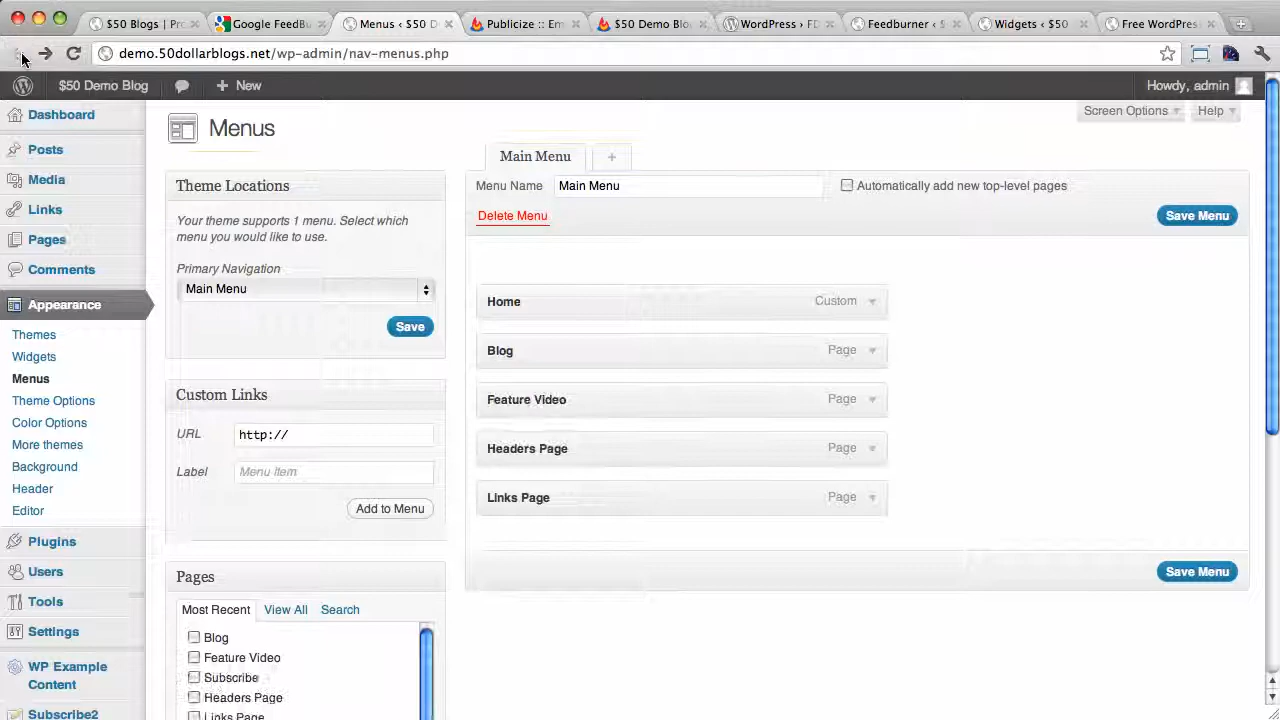 $50 Blogs | Pr
Google FeedBu
Menus ‹ $50 D
Publicize :: Em
$50 Demo Blo
WordPress › FD
Feedburner ‹ S
Widgets ‹ $50
Free WordPres
demo.50dollarblogs.net/wp-admin/nav-menus.php
$50 Demo Blog
+ New
Howdy, admin
Screen Options
Help
Dashboard
Posts
Media
Links
Pages
Comments
Appearance
Themes
Widgets
Menus
Theme Options
Color Options
More themes
Background
Header
Editor
Plugins
Users
Tools
Settings
WP Example
Content
Subscribe2
Menus
Theme Locations
Your theme supports 1 menu. Select which
menu you would like to use.
Primary Navigation
Main Menu
Save
Custom Links
URL http://
Label Menu Item
Add to Menu
Pages
Most Recent View All Search
Blog
Feature Video
Subscribe
Headers Page
Links Page
Main Menu +
Menu Name Main Menu
Automatically add new top-level pages
Delete Menu
Save Menu
Home Custom
Blog Page
Feature Video Page
Headers Page Page
Links Page Page
Save Menu